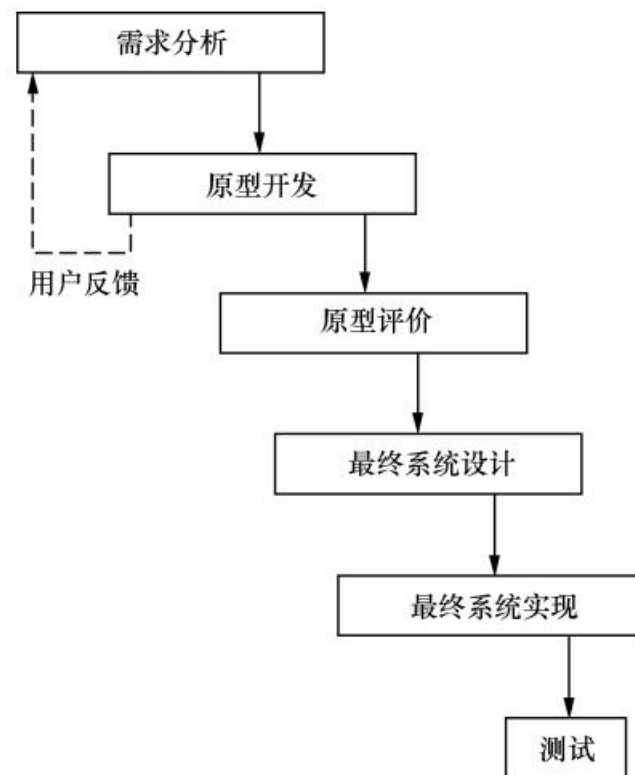 需求分析
原型开发
用户反馈
原型评价
最终系统设计
最终系统实现
测试